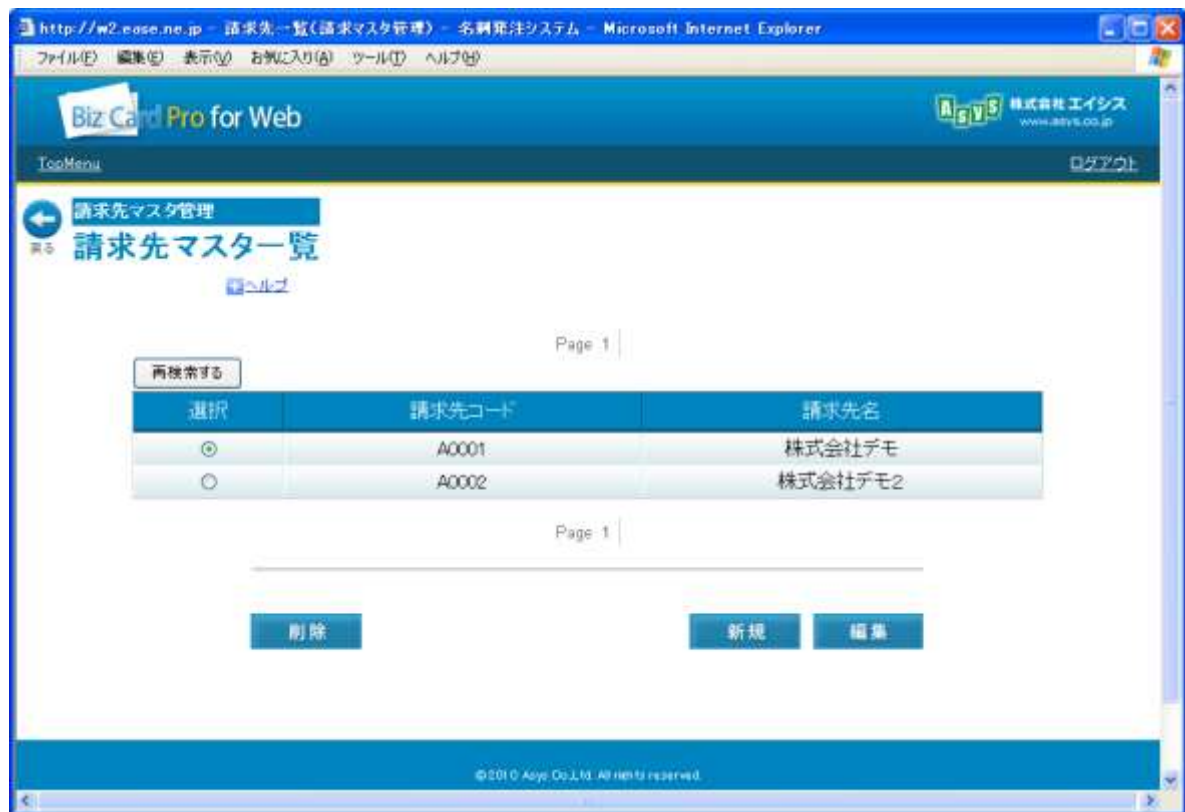 http://w2.ease.ne.jp - 請求先一覧(請求マスタ管理) - 名刺発注システム - Microsoft Internet Explorer
ファイル(F) 編集(E) 表示(V) お気に入り(A) ツール(T) ヘルプ(H)
Biz Card Pro for Web
Asys 株式会社エイシス
www.asys.co.jp
TopMenu ログアウト
請求先マスタ管理
戻る 請求先マスター覧
ヘルプ
Page 1
再検索する
選択 請求先コード 請求先名
A0001 株式会社デモ
A0002 株式会社デモ2
Page 1
削除 新規 編集
©2010 Asys Co.,Ltd. All rights reserved.